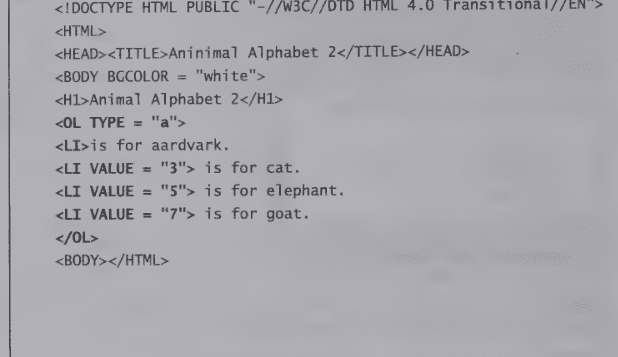 <!DOCTYPE HTML PUBLIC "-//W3C//DTD HTML 4.0 Transitional//EN">
<HTML>
<HEAD><TITLE>Aninimal Alphabet 2</TITLE></HEAD>
<BODY BGCOLOR = "white">
<H1>Animal Alphabet 2</H1>
<OL TYPE = "a">
<LI>is for aardvark.
<LI VALUE = "3"> is for cat.
<LI VALUE = "5"> is for elephant.
<LI VALUE = "7"> is for goat.
</OL>
<BODY></HTML>